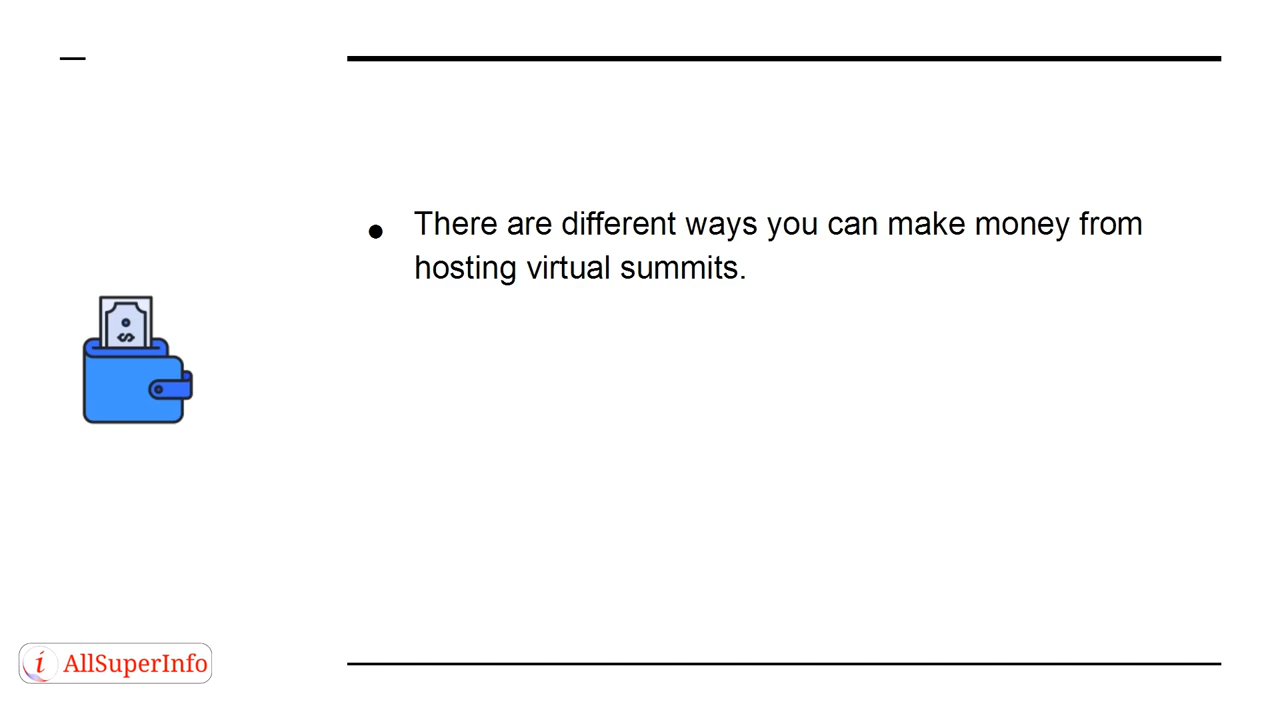 ● There are different ways you can make money from
hosting virtual summits.
$
i AllSuperInfo